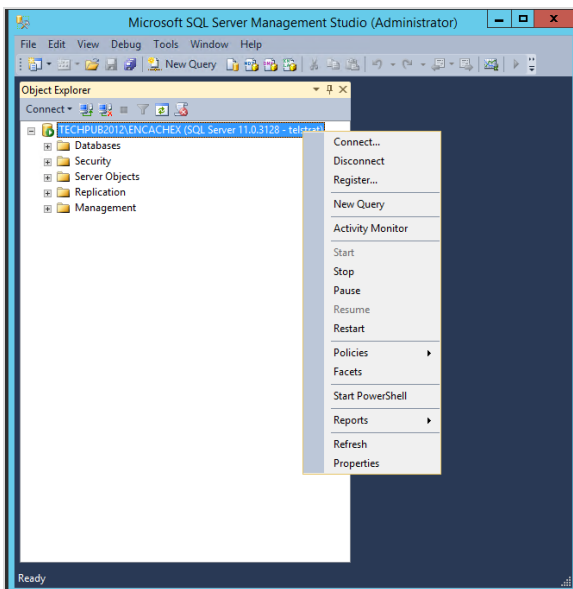 Microsoft SQL Server Management Studio (Administrator)
File Edit View Debug Tools Window Help
New Query
Object Explorer
Connect
TECHPUB2012\ENCACHEX (SQL Server 11.0.3128 - telstrat)
Databases
Security
Server Objects
Replication
Management
Connect...
Disconnect
Register...
New Query
Activity Monitor
Start
Stop
Pause
Resume
Restart
Policies
Facets
Start PowerShell
Reports
Refresh
Properties
Ready